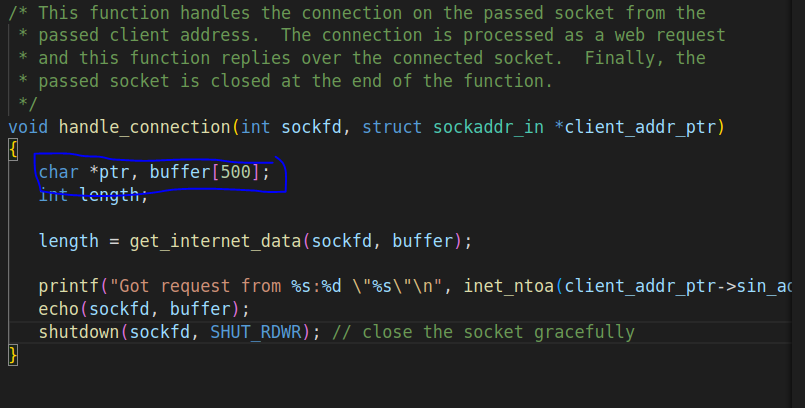 /* This function handles the connection on the passed socket from the
* passed client address.  The connection is processed as a web request
* and this function replies over the connected socket.  Finally, the
* passed socket is closed at the end of the function.
*/
void handle_connection(int sockfd, struct sockaddr_in *client_addr_ptr)
{
char *ptr, buffer[500];
int length;
length = get_internet_data(sockfd, buffer);
printf("Got request from %s:%d \"%s\"\n", inet_ntoa(client_addr_ptr->sin_ad
echo(sockfd, buffer);
shutdown(sockfd, SHUT_RDWR); // close the socket gracefully
}